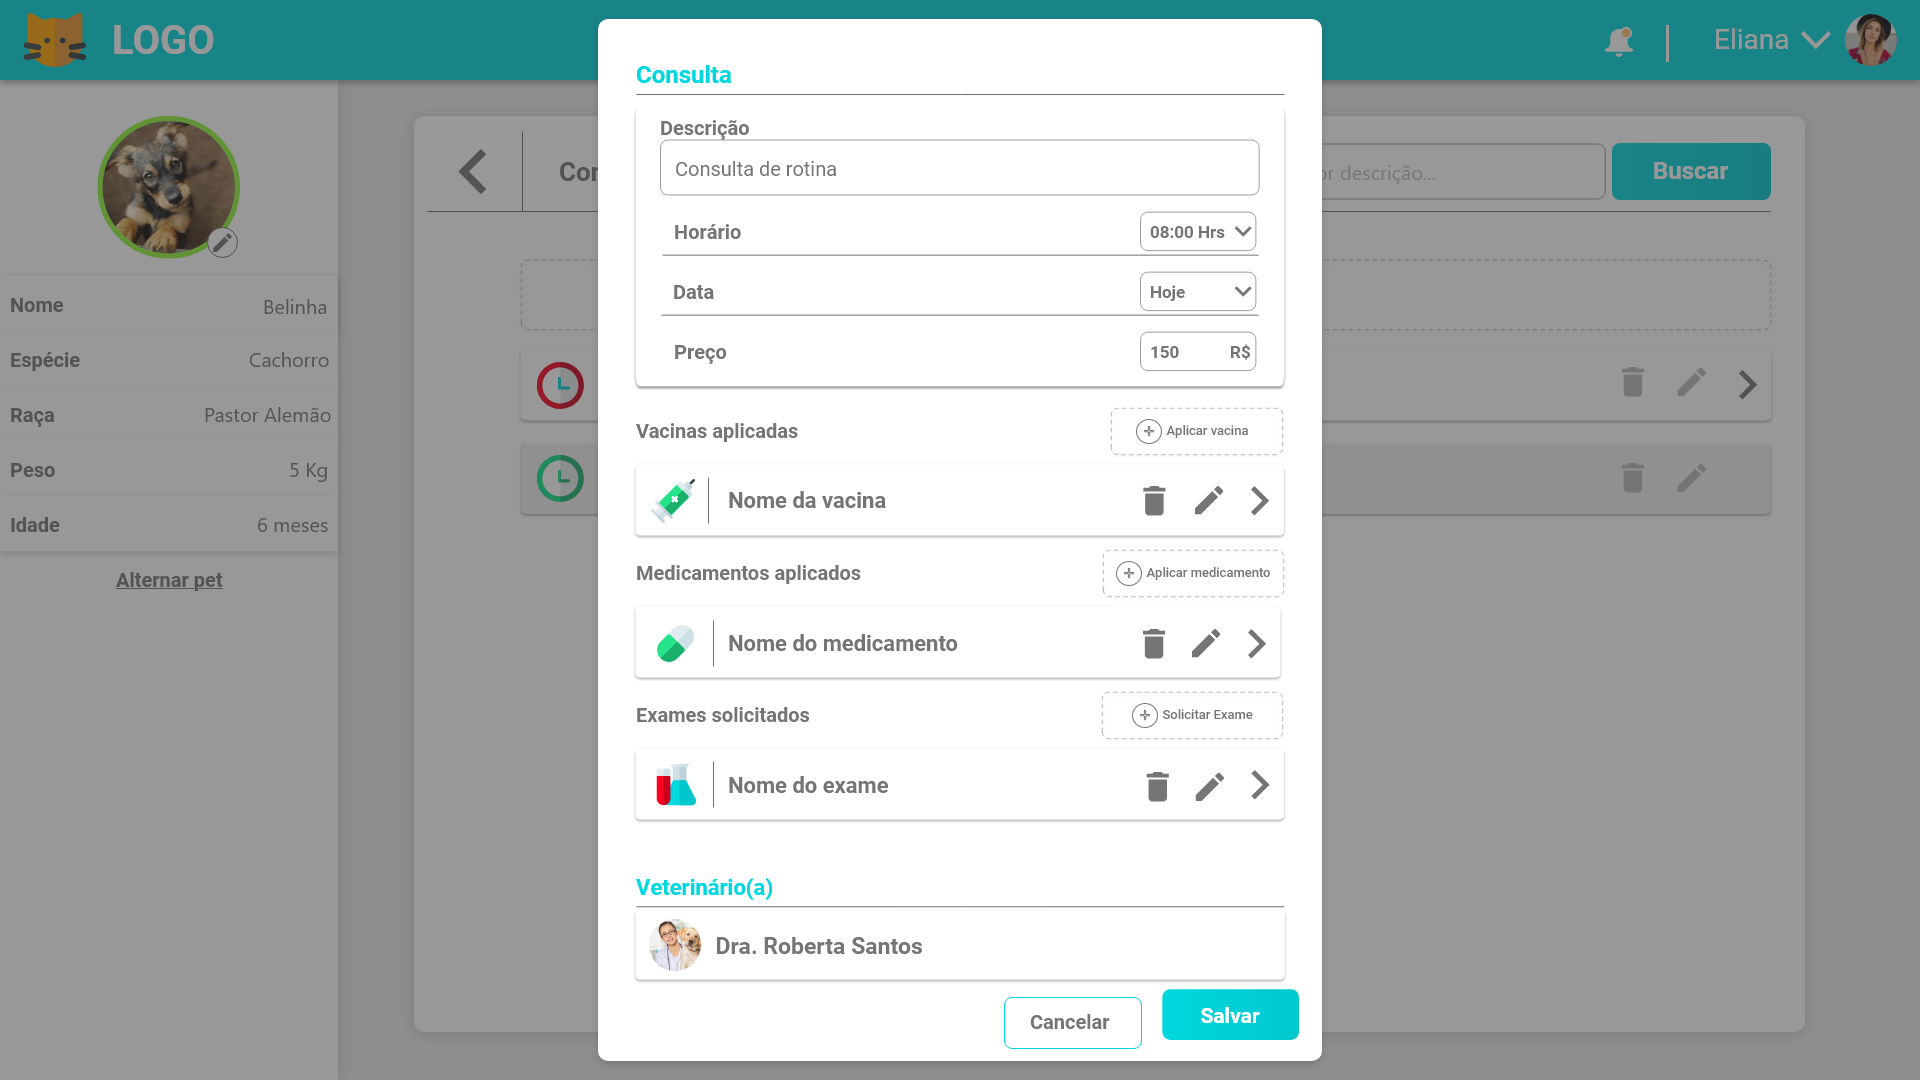 LOGO
Eliana
Nome Belinha
Espécie Cachorro
Raça Pastor Alemão
Peso 5 Kg
Idade 6 meses
Alternar pet
descrição...
Buscar
Consulta
Descrição
Consulta de rotina
Horário 08:00 Hrs
Data Hoje
Preço 150 R$
Vacinas aplicadas Aplicar vacina
Nome da vacina
Medicamentos aplicados Aplicar medicamento
Nome do medicamento
Exames solicitados Solicitar Exame
Nome do exame
Veterinário(a)
Dra. Roberta Santos
Cancelar Salvar